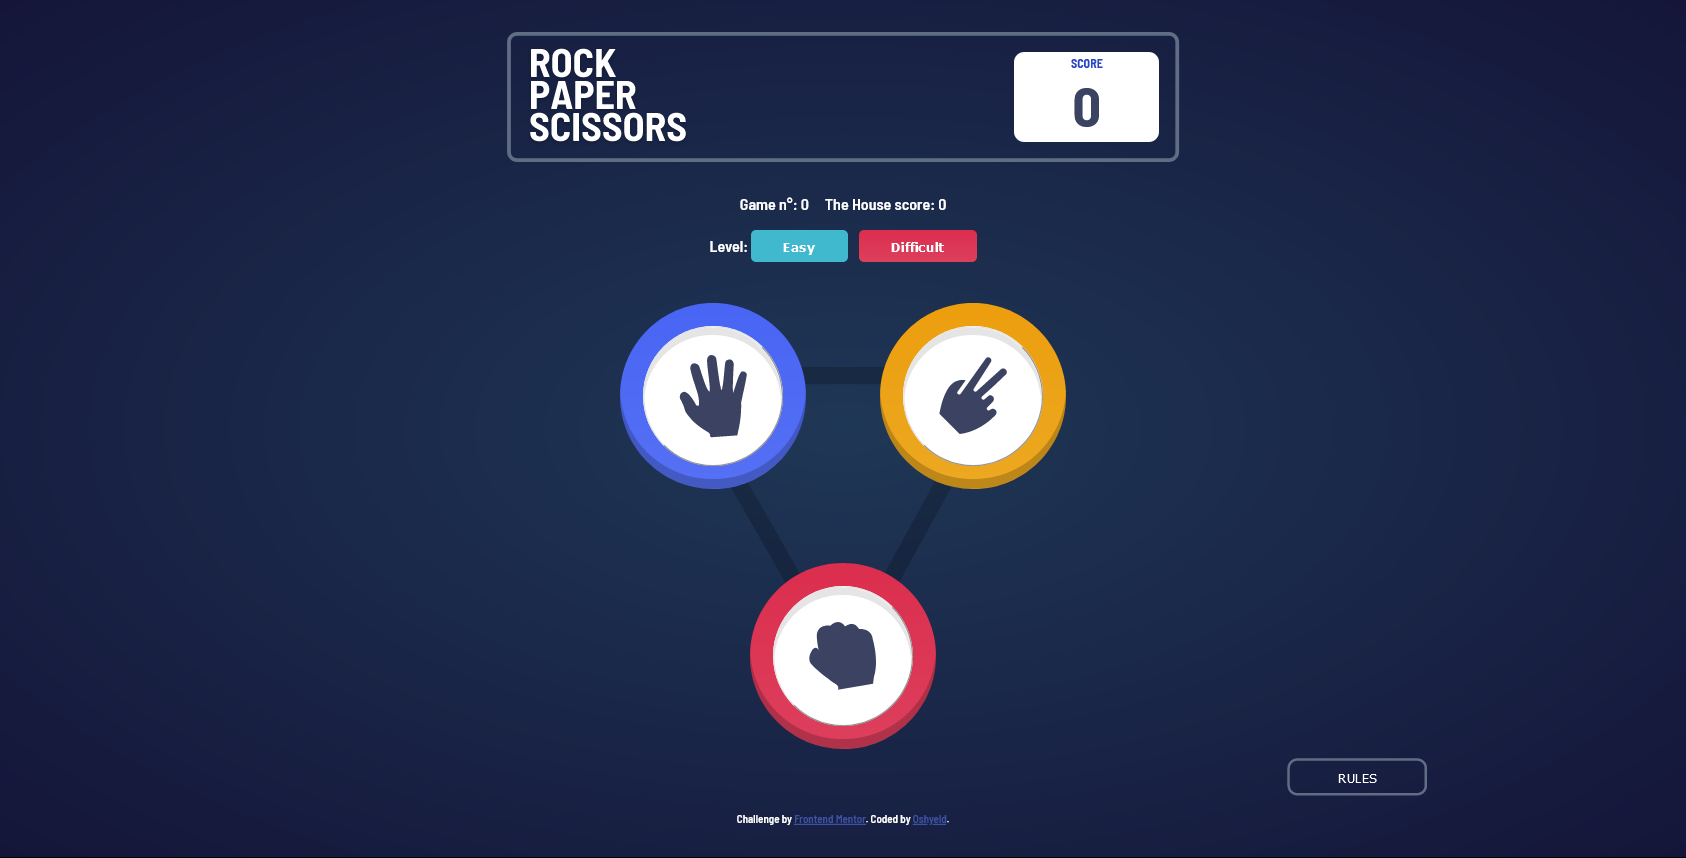 ROCK
PAPER
SCISSORS
SCORE
0
Game n°: 0 The House score: 0
Level: Easy Difficult
RULES
Challenge by Frontend Mentor. Coded by Oshyeld.